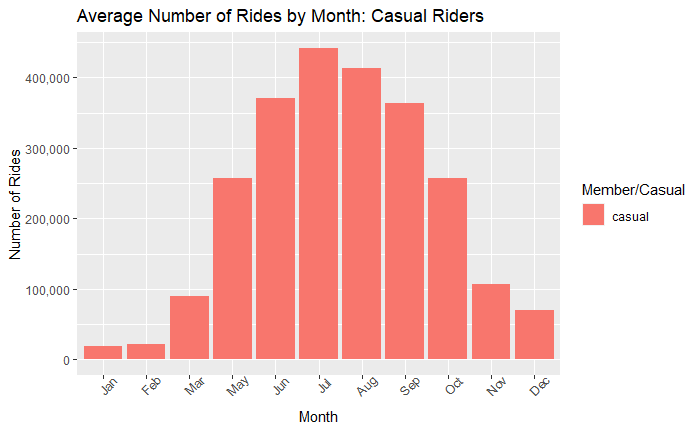 Average Number of Rides by Month: Casual Riders
Number of Rides
400,000
300,000
200,000
100,000
0
Jan Feb Mar May Jun Jul Aug Sep Oct Nov Dec
Month
Member/Casual
casual